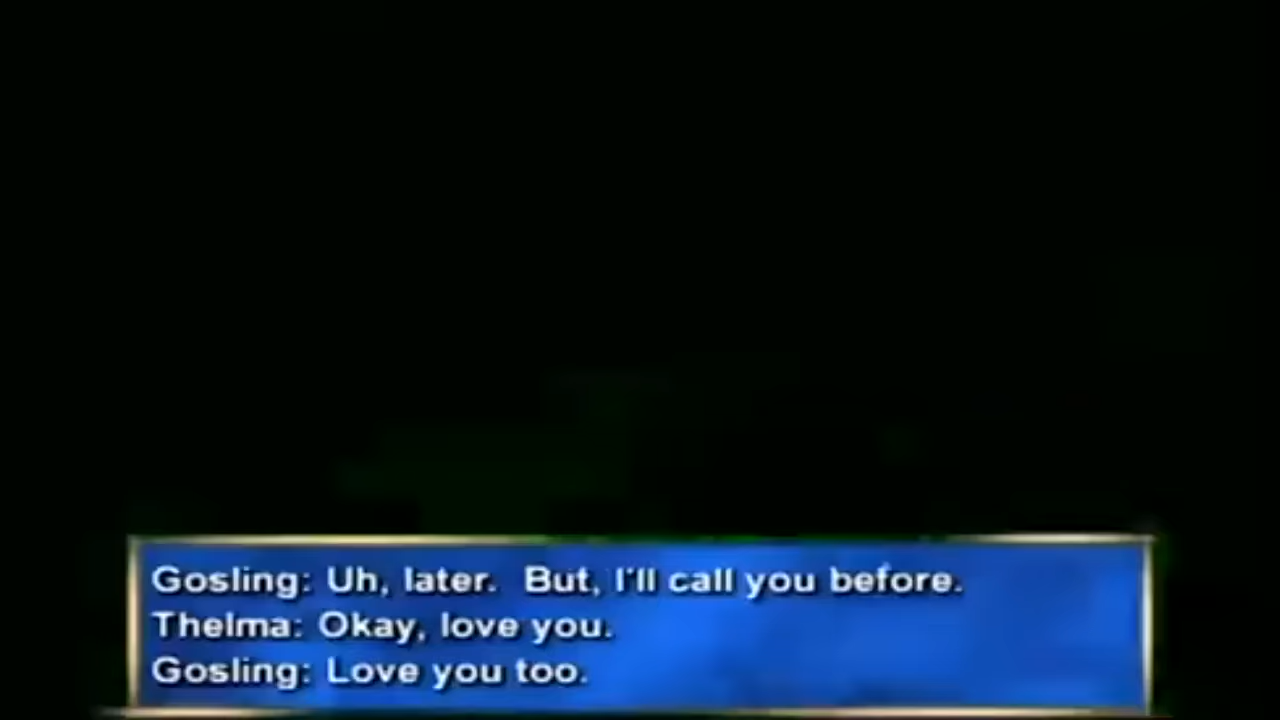 Gosling: Uh, later.  But, I'll call you before.
Thelma: Okay, love you.
Gosling: Love you too.